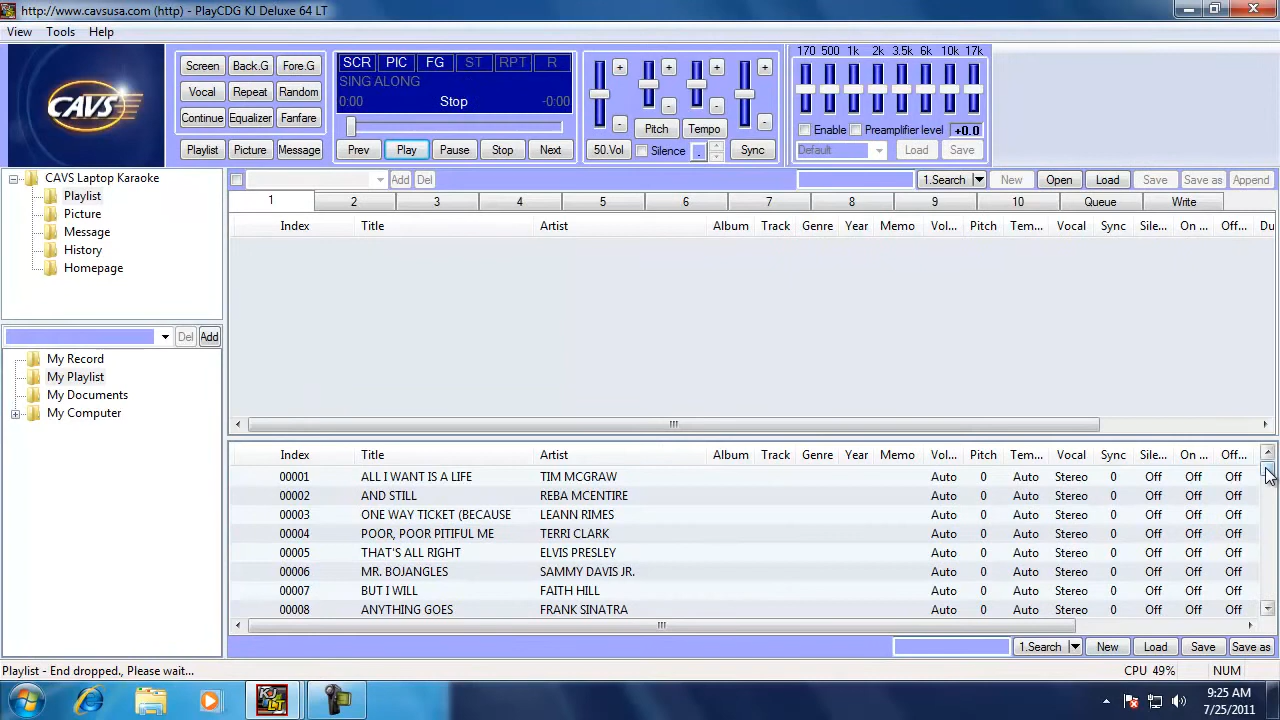 http://www.cavsusa.com (http) - PlayCDG KJ Deluxe 64 LT
View Tools Help
CAVS
Screen Back.G Fore.G
Vocal Repeat Random
Continue Equalizer Fanfare
Playlist Picture Message
SCR PIC FG ST RPT R
SING ALONG
0:00 Stop -0:00
Prev Play Pause Stop Next
+ + + +
- - - -
Pitch Tempo
50.Vol Silence . Sync
170 500 1k 2k 3.5k 6k 10k 17k
Enable Preamplifier level +0.0
Default Load Save
CAVS Laptop Karaoke
Playlist
Picture
Message
History
Homepage
Del Add
My Record
My Playlist
My Documents
My Computer
Add Del 1.Search New Open Load Save Save as Append
1 2 3 4 5 6 7 8 9 10 Queue Write
Index Title Artist Album Track Genre Year Memo Vol... Pitch Tem... Vocal Sync Sile... On ... Off... Du
Index Title Artist Album Track Genre Year Memo Vol... Pitch Tem... Vocal Sync Sile... On ... Off...
00001 ALL I WANT IS A LIFE TIM MCGRAW Auto 0 Auto Stereo 0 Off Off Off
00002 AND STILL REBA MCENTIRE Auto 0 Auto Stereo 0 Off Off Off
00003 ONE WAY TICKET (BECAUSE LEANN RIMES Auto 0 Auto Stereo 0 Off Off Off
00004 POOR, POOR PITIFUL ME TERRI CLARK Auto 0 Auto Stereo 0 Off Off Off
00005 THAT'S ALL RIGHT ELVIS PRESLEY Auto 0 Auto Stereo 0 Off Off Off
00006 MR. BOJANGLES SAMMY DAVIS JR. Auto 0 Auto Stereo 0 Off Off Off
00007 BUT I WILL FAITH HILL Auto 0 Auto Stereo 0 Off Off Off
00008 ANYTHING GOES FRANK SINATRA Auto 0 Auto Stereo 0 Off Off Off
1.Search New Load Save Save as
Playlist - End dropped, Please wait... CPU 49% NUM
KJ LT
9:25 AM
7/25/2011